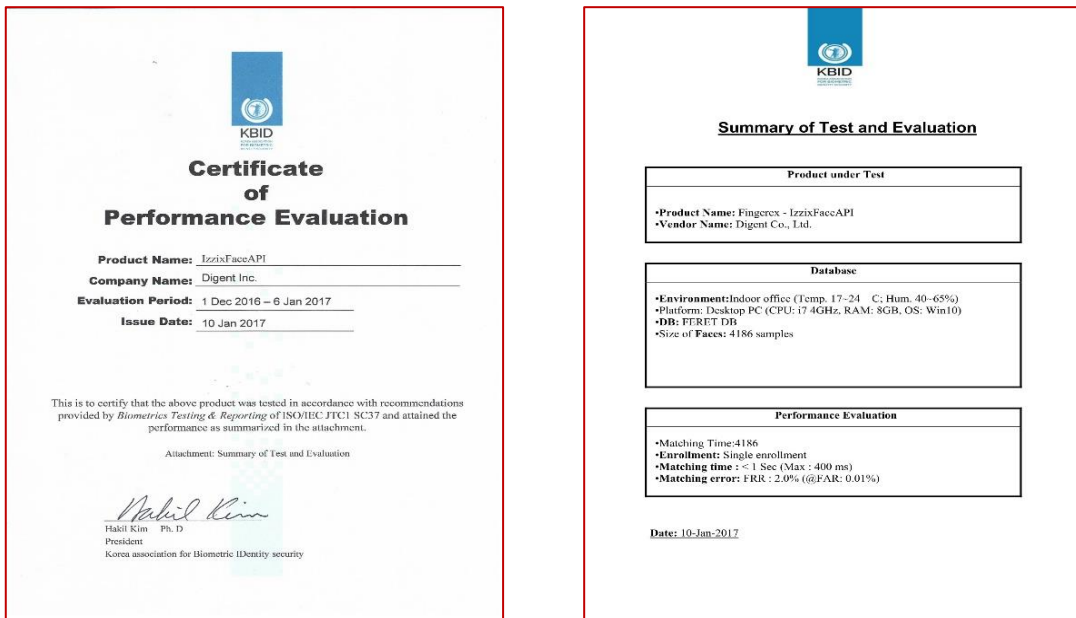 KBID
Certificate
of
Performance Evaluation
Product Name: IzzixFaceAPI
Company Name: Digent Inc.
Evaluation Period: 1 Dec 2016 – 6 Jan 2017
Issue Date: 10 Jan 2017
This is to certify that the above product was tested in accordance with recommendations
provided by Biometrics Testing & Reporting of ISO/IEC JTC1 SC37 and attained the
performance as summarized in the attachment.
Attachment: Summary of Test and Evaluation
Hakil Kim
Hakil Kim Ph. D
President
Korea association for Biometric IDentity security
KBID
Summary of Test and Evaluation
Product under Test
•Product Name: Fingerex - IzzixFaceAPI
•Vendor Name: Digent Co., Ltd.
Database
•Environment:Indoor office (Temp. 17~24 C; Hum. 40~65%)
•Platform: Desktop PC (CPU: i7 4GHz, RAM: 8GB, OS: Win10)
•DB: FERET DB
•Size of Faces: 4186 samples
Performance Evaluation
•Matching Time:4186
•Enrollment: Single enrollment
•Matching time : < 1 Sec (Max : 400 ms)
•Matching error: FRR : 2.0% (@FAR: 0.01%)
Date: 10-Jan-2017